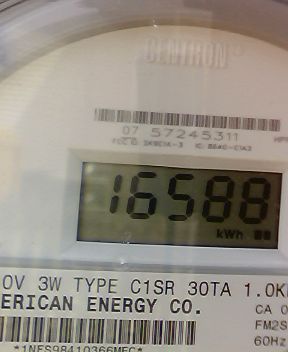 CENTRON
07 57245311
16588
kWh
0V 3W TYPE C1SR 30TA 1.0K
ERICAN ENERGY CO.
CA 0
FM2S
60Hz